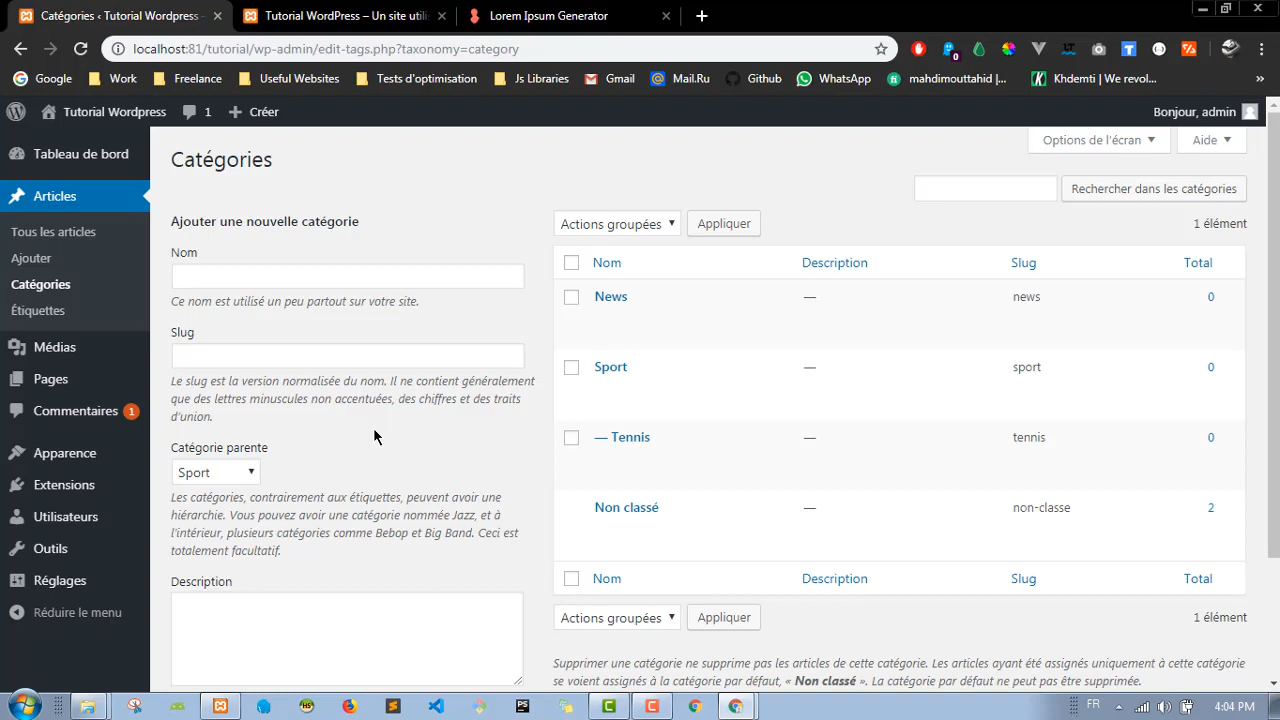 Catégories ‹ Tutorial Wordpress -
Tutorial WordPress – Un site utili
Lorem Ipsum Generator
localhost:81/tutorial/wp-admin/edit-tags.php?taxonomy=category
0
Google
Work
Freelance
Useful Websites
Tests d'optimisation
Js Libraries
Gmail
Mail.Ru
Github
WhatsApp
mahdimouttahid |...
Khdemti | We revol...
»
Tutorial Wordpress
1
Créer
Bonjour, admin
Tableau de bord
Articles
Tous les articles
Ajouter
Catégories
Étiquettes
Médias
Pages
Commentaires 1
Apparence
Extensions
Utilisateurs
Outils
Réglages
Réduire le menu
Options de l'écran
Aide
Catégories
Rechercher dans les catégories
Ajouter une nouvelle catégorie
Nom
Ce nom est utilisé un peu partout sur votre site.
Slug
Le slug est la version normalisée du nom. Il ne contient généralement
que des lettres minuscules non accentuées, des chiffres et des traits
d'union.
Catégorie parente
Sport
Les catégories, contrairement aux étiquettes, peuvent avoir une
hiérarchie. Vous pouvez avoir une catégorie nommée Jazz, et à
l'intérieur, plusieurs catégories comme Bebop et Big Band. Ceci est
totalement facultatif.
Description
Actions groupées Appliquer 1 élément
Nom Description Slug Total
News — news 0
Sport — sport 0
— Tennis — tennis 0
Non classé — non-classe 2
Nom Description Slug Total
Actions groupées Appliquer 1 élément
Supprimer une catégorie ne supprime pas les articles de cette catégorie. Les articles ayant été assignés uniquement à cette catégorie
se voient assignés à la catégorie par défaut, « Non classé ». La catégorie par défaut ne peut pas être supprimée.
FR
4:04 PM